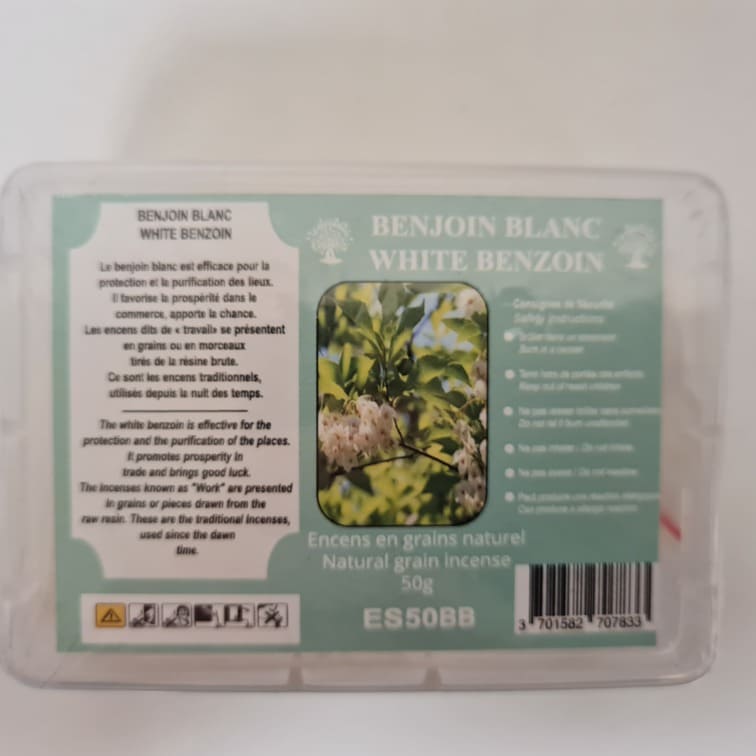 BENJOIN BLANC
WHITE BENZOIN
Le benjoin blanc est efficace pour la
protection et la purification des lieux.
Il favorise la prospérité dans le
commerce, apporte la chance.
Les encens dits de « travail» se présentent
en grains ou en morceaux
tirés de la résine brute.
Ce sont les encens traditionnels,
utilisés depuis la nuit des temps.
The white benzoin is effective for the
protection and the purification of the places.
It promotes prosperity in
trade and brings good luck.
The incenses known as "Work" are presented
in grains or pieces drawn from the
raw resin. These are the traditional incenses,
used since the dawn
time.
BENJOIN BLANC
WHITE BENZOIN
Consignes de Sécurité
Safety instructions
Keep out of reach children
Encens en grains naturel
Natural grain incense
50g
ES50BB
3 701582 707833